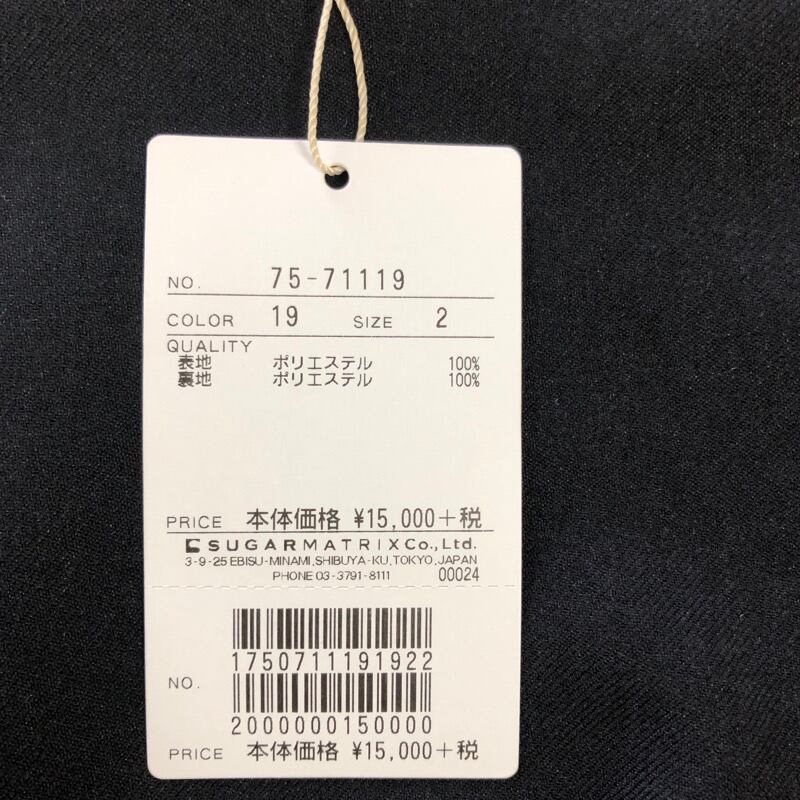 NO. 75-71119
COLOR 19 SIZE 2
QUALITY
表地 ポリエステル 100%
裏地 ポリエステル 100%
PRICE 本体価格 ¥15,000+税
SUGARMATRIX Co., Ltd.
3-9-25 EBISU-MINAMI, SHIBUYA-KU, TOKYO, JAPAN
PHONE 03-3791-8111 00024
1750711191922
NO.
2000000150000
PRICE 本体価格 ¥15,000+税